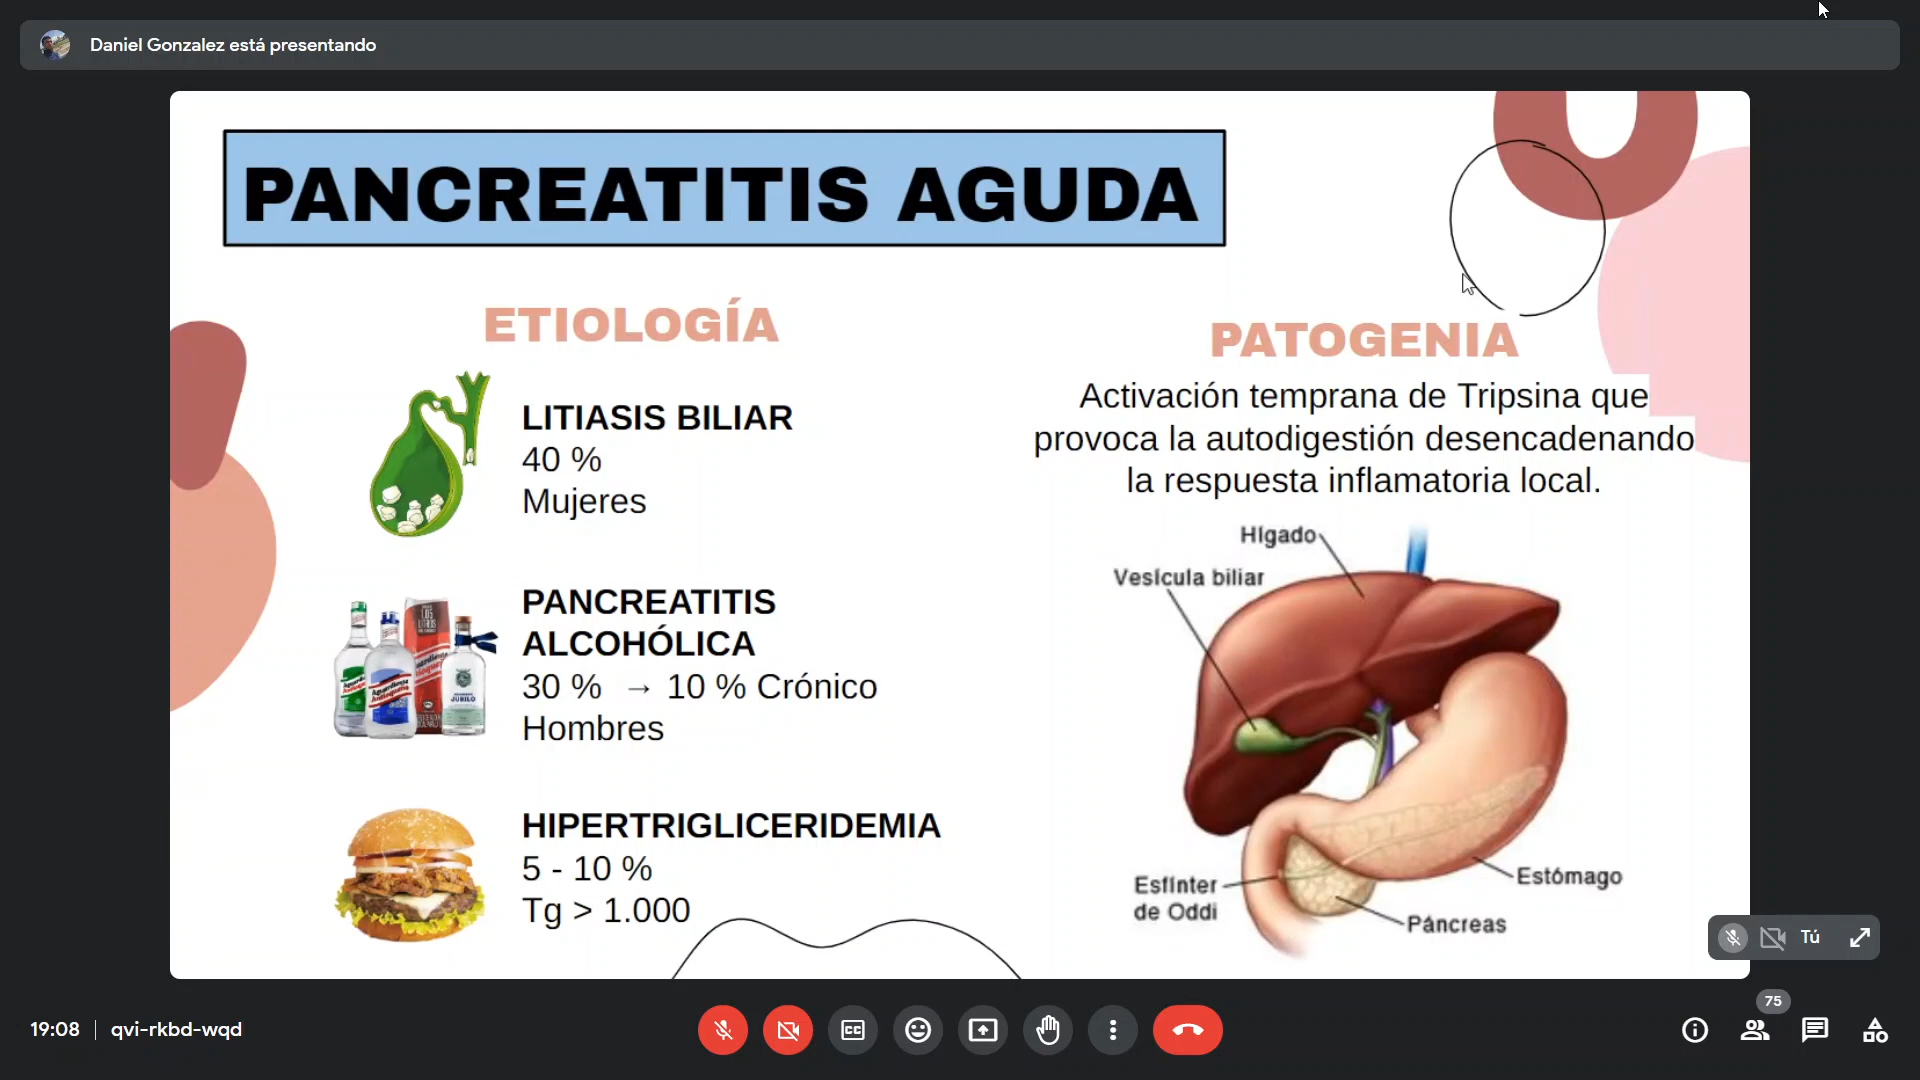 Daniel Gonzalez está presentando
PANCREATITIS AGUDA
ETIOLOGÍA
LITIASIS BILIAR
40 %
Mujeres
PANCREATITIS
ALCOHÓLICA
30 % → 10 % Crónico
Hombres
HIPERTRIGLICERIDEMIA
5 - 10 %
Tg > 1.000
PATOGENIA
Activación temprana de Tripsina que
provoca la autodigestión desencadenando
la respuesta inflamatoria local.
Hígado
Vesícula biliar
Esfínter
de Oddi
Estómago
Páncreas
Tú
75
19:08 | qvi-rkbd-wqd